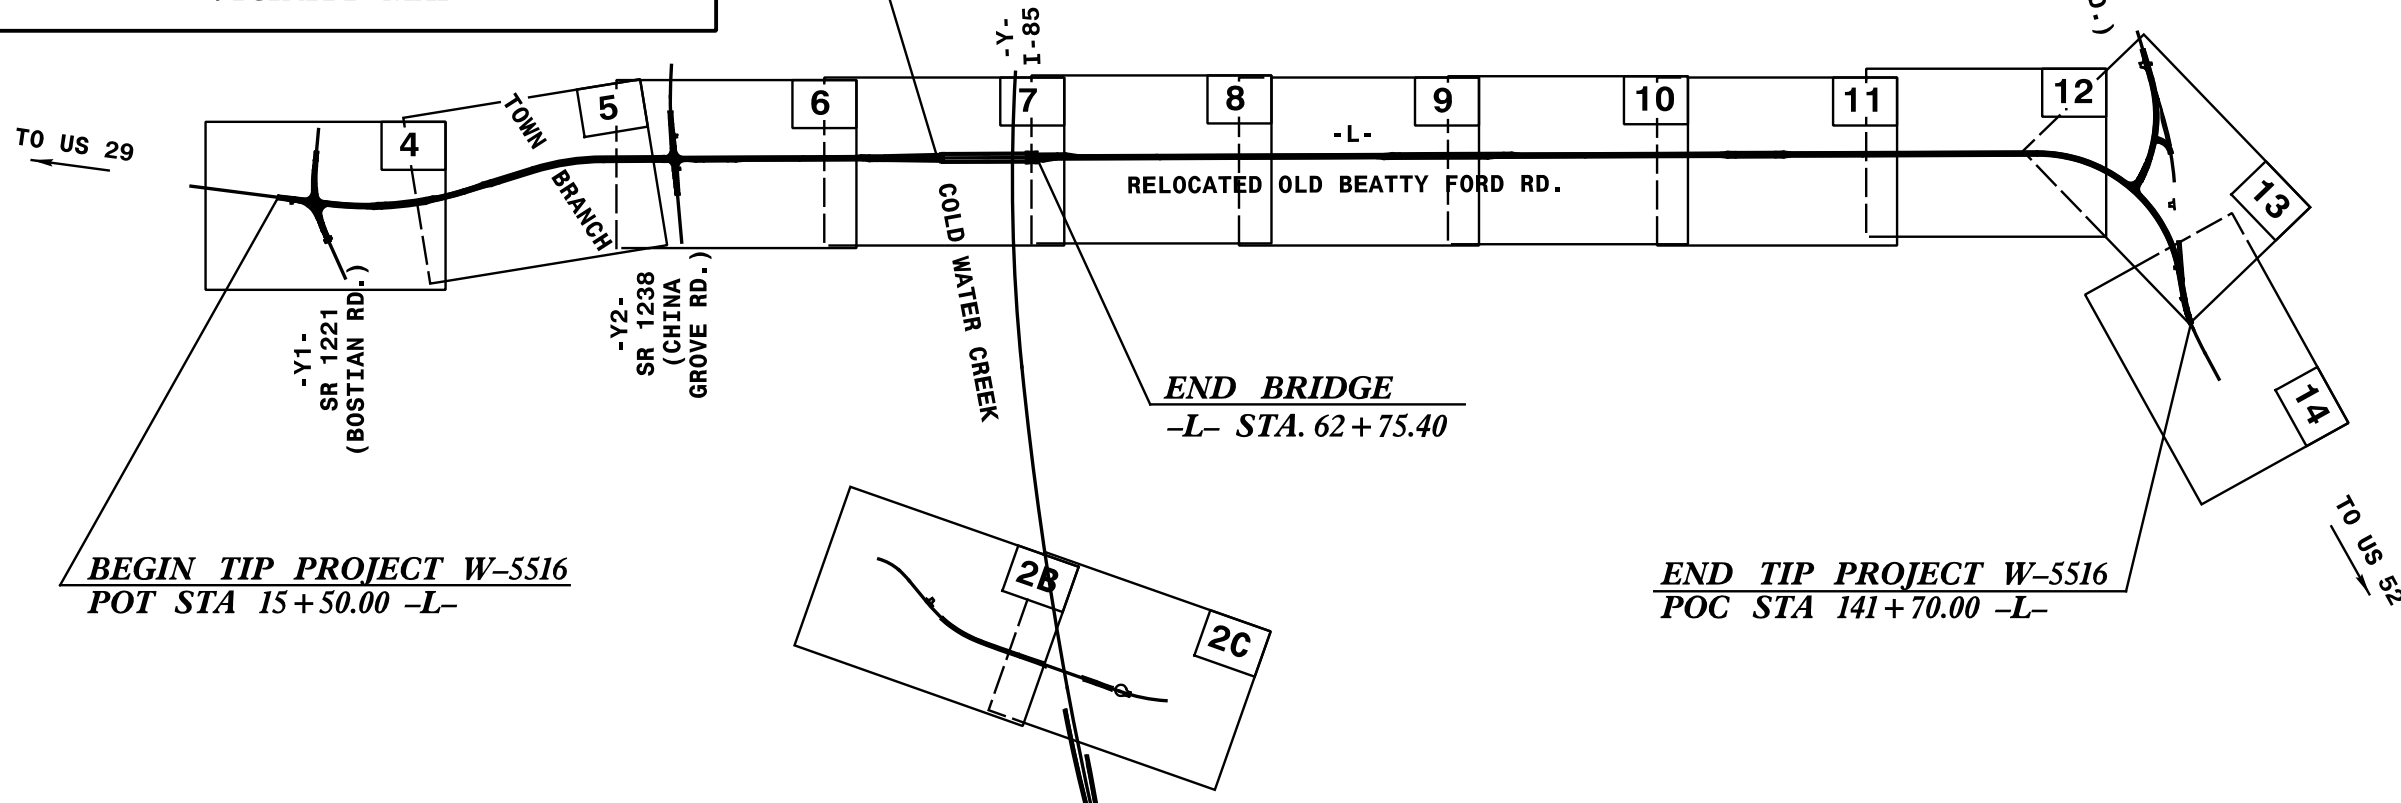 -Y-
I-85
TO US 29
4
5
6
7
8
9
10
11
12
13
14
TOWN
BRANCH
-L-
RELOCATED OLD BEATTY FORD RD.
COLD WATER CREEK
-Y1-
SR 1221
(BOSTIAN RD.)
-Y2-
SR 1238
(CHINA
GROVE RD.)
END BRIDGE
–L– STA. 62+75.40
BEGIN TIP PROJECT W–5516
POT STA 15+50.00 –L–
2B
2C
END TIP PROJECT W–5516
POC STA 141+70.00 –L–
TO US 52